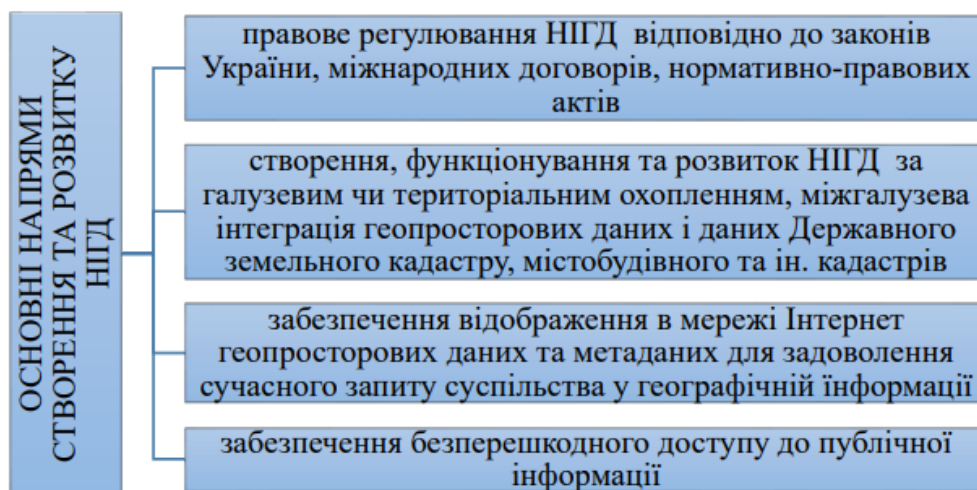 ОСНОВНІ НАПРЯМИ
СТВОРЕННЯ ТА РОЗВИТКУ
НІГД
правове регулювання НІГД відповідно до законів
України, міжнародних договорів, нормативно-правових
актів
створення, функціонування та розвиток НІГД за
галузевим чи територіальним охопленням, міжгалузева
інтеграція геопросторових даних і даних Державного
земельного кадастру, містобудівного та ін. кадастрів
забезпечення відображення в мережі Інтернет
геопросторових даних та метаданих для задоволення
сучасного запиту суспільства у географічній їнформації
забезпечення безперешкодного доступу до публічної
інформації